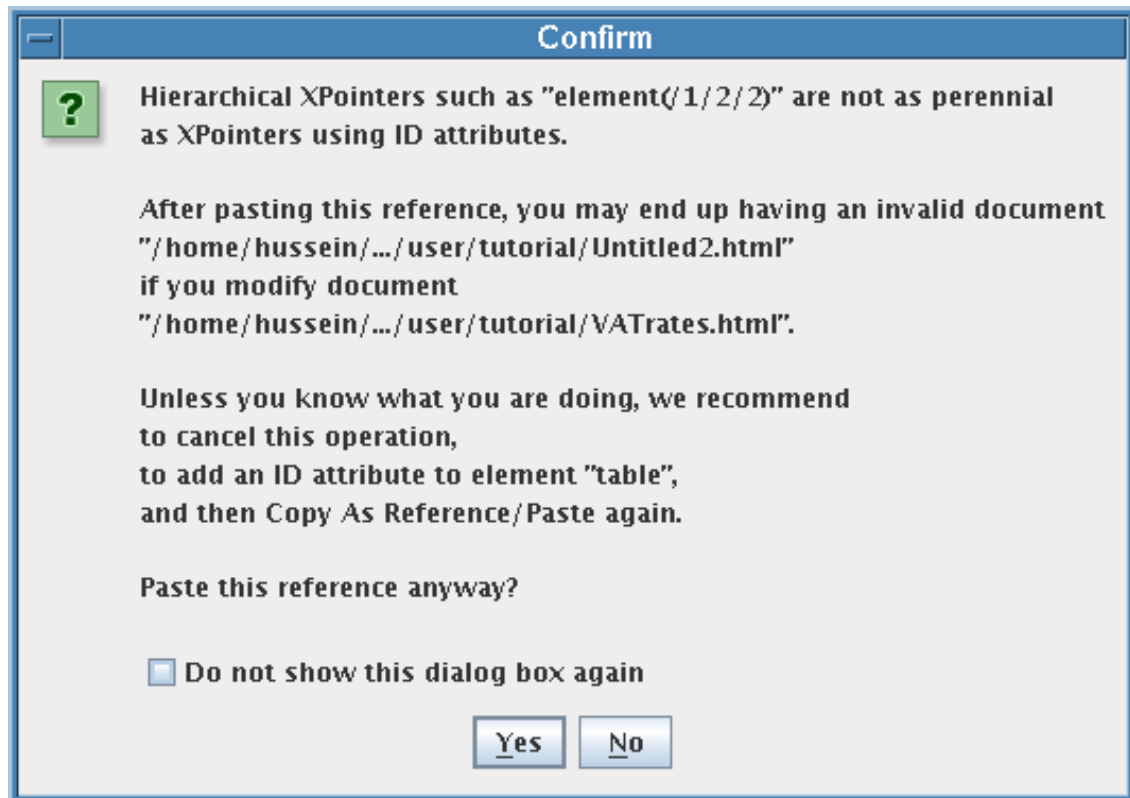 Confirm
?
Hierarchical XPointers such as "element(/1/2/2)" are not as perennial
as XPointers using ID attributes.
After pasting this reference, you may end up having an invalid document
"/home/hussein/.../user/tutorial/Untitled2.html"
if you modify document
"/home/hussein/.../user/tutorial/VATrates.html".
Unless you know what you are doing, we recommend
to cancel this operation,
to add an ID attribute to element "table",
and then Copy As Reference/Paste again.
Paste this reference anyway?
Do not show this dialog box again
Yes No